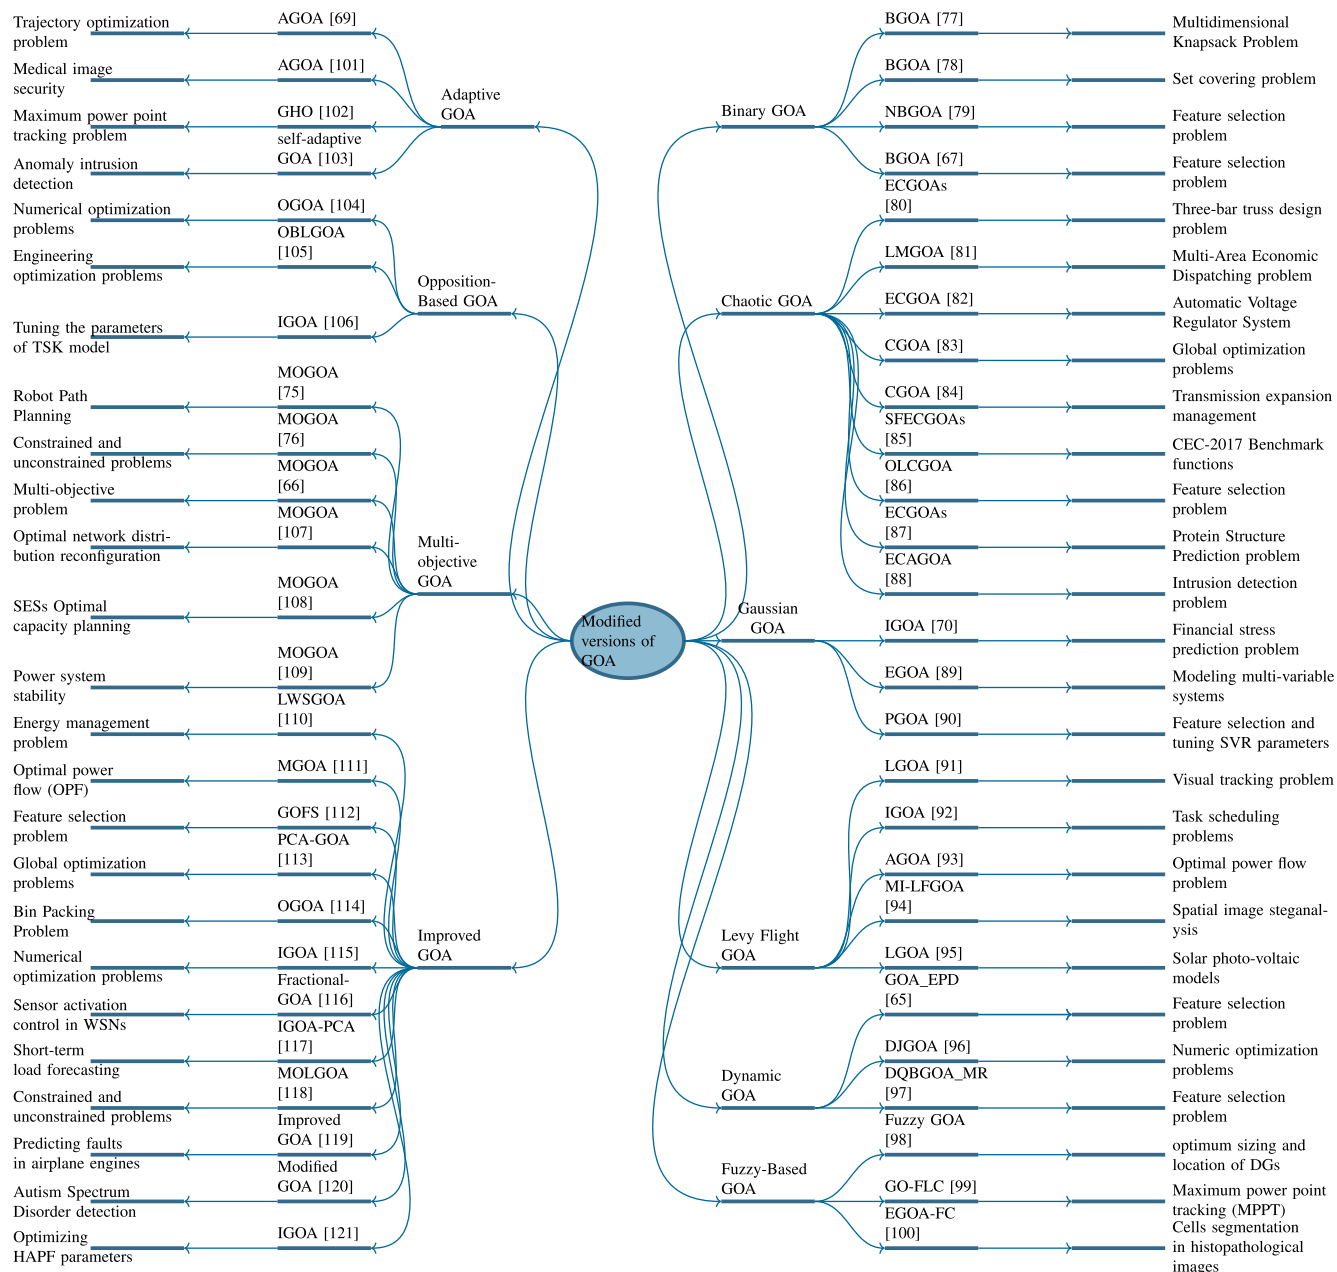 Trajectory optimization
problem
AGOA [69]
Medical image
security
AGOA [101]
Maximum power point
tracking problem
GHO [102]
Anomaly intrusion
detection
self-adaptive
GOA [103]
Adaptive
GOA
Numerical optimization
problems
OGOA [104]
Engineering
optimization problems
OBLGOA
[105]
Tuning the parameters
of TSK model
IGOA [106]
Opposition-
Based GOA
Robot Path
Planning
MOGOA
[75]
Constrained and
unconstrained problems
MOGOA
[76]
Multi-objective
problem
MOGOA
[66]
Optimal network distri-
bution reconfiguration
MOGOA
[107]
SESs Optimal
capacity planning
MOGOA
[108]
Power system
stability
MOGOA
[109]
Multi-
objective
GOA
Energy management
problem
LWSGOA
[110]
Optimal power
flow (OPF)
MGOA [111]
Feature selection
problem
GOFS [112]
Global optimization
problems
PCA-GOA
[113]
Bin Packing
Problem
OGOA [114]
Numerical
optimization problems
IGOA [115]
Sensor activation
control in WSNs
Fractional-
GOA [116]
Short-term
load forecasting
IGOA-PCA
[117]
Constrained and
unconstrained problems
MOLGOA
[118]
Predicting faults
in airplane engines
Improved
GOA [119]
Autism Spectrum
Disorder detection
Modified
GOA [120]
Optimizing
HAPF parameters
IGOA [121]
Improved
GOA
Modified
versions of
GOA
Binary GOA
BGOA [77]
Multidimensional
Knapsack Problem
BGOA [78]
Set covering problem
NBGOA [79]
Feature selection
problem
BGOA [67]
Feature selection
problem
Chaotic GOA
ECGOAs
[80]
Three-bar truss design
problem
LMGOA [81]
Multi-Area Economic
Dispatching problem
ECGOA [82]
Automatic Voltage
Regulator System
CGOA [83]
Global optimization
problems
CGOA [84]
Transmission expansion
management
SFECGOAs
[85]
CEC-2017 Benchmark
functions
OLCGOA
[86]
Feature selection
problem
ECGOAs
[87]
Protein Structure
Prediction problem
ECAGOA
[88]
Intrusion detection
problem
Gaussian
GOA
IGOA [70]
Financial stress
prediction problem
EGOA [89]
Modeling multi-variable
systems
PGOA [90]
Feature selection and
tuning SVR parameters
Levy Flight
GOA
LGOA [91]
Visual tracking problem
IGOA [92]
Task scheduling
problems
AGOA [93]
Optimal power flow
problem
MI-LFGOA
[94]
Spatial image steganal-
ysis
LGOA [95]
Solar photo-voltaic
models
Dynamic
GOA
GOA_EPD
[65]
Feature selection
problem
DJGOA [96]
Numeric optimization
problems
DQBGOA_MR
[97]
Feature selection
problem
Fuzzy-Based
GOA
Fuzzy GOA
[98]
optimum sizing and
location of DGs
GO-FLC [99]
Maximum power point
tracking (MPPT)
EGOA-FC
[100]
Cells segmentation
in histopathological
images